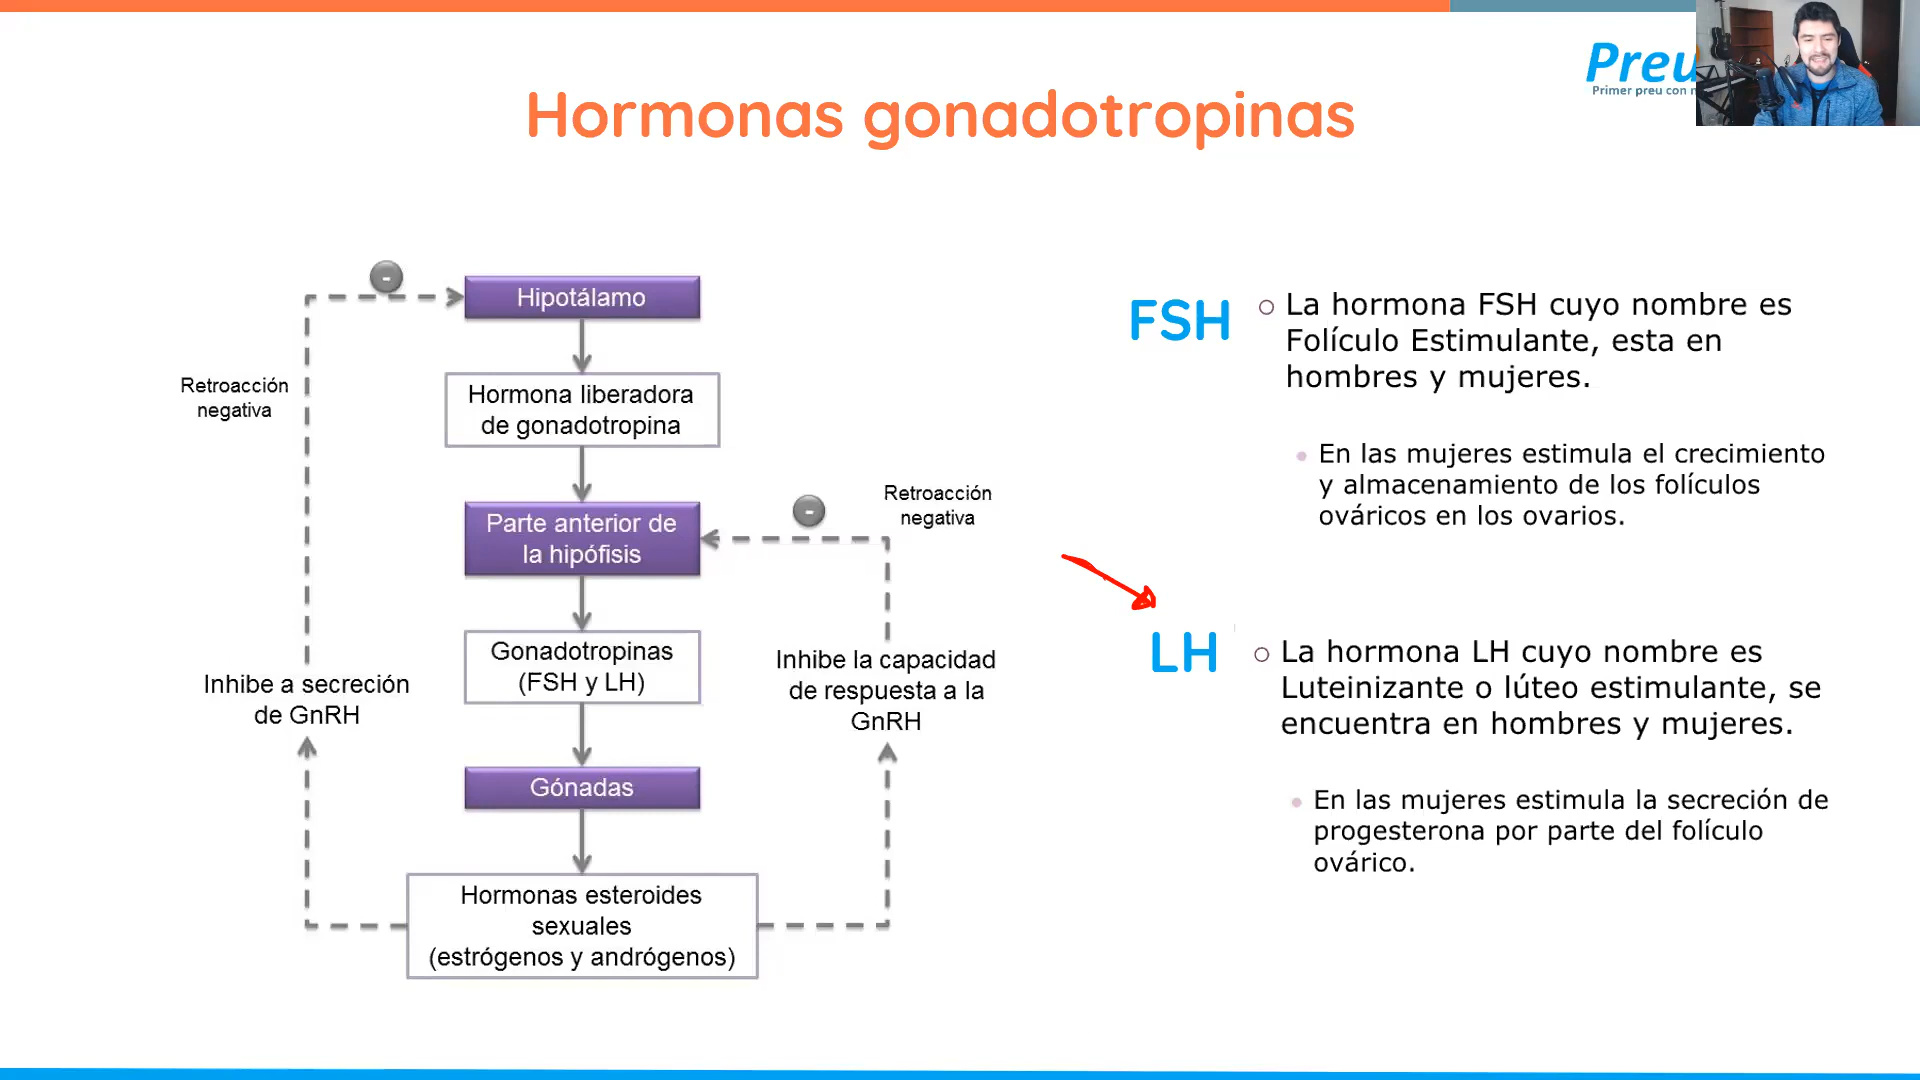 Preu
Primer preu con
Hormonas gonadotropinas
-
Hipotálamo
Retroacción
negativa
Hormona liberadora
de gonadotropina
Parte anterior de
la hipófisis
-
Retroacción
negativa
Gonadotropinas
(FSH y LH)
Inhibe a secreción
de GnRH
Inhibe la capacidad
de respuesta a la
GnRH
Gónadas
Hormonas esteroides
sexuales
(estrógenos y andrógenos)
FSH
La hormona FSH cuyo nombre es
Folículo Estimulante, esta en
hombres y mujeres.
En las mujeres estimula el crecimiento
y almacenamiento de los folículos
ováricos en los ovarios.
LH
La hormona LH cuyo nombre es
Luteinizante o lúteo estimulante, se
encuentra en hombres y mujeres.
En las mujeres estimula la secreción de
progesterona por parte del folículo
ovárico.